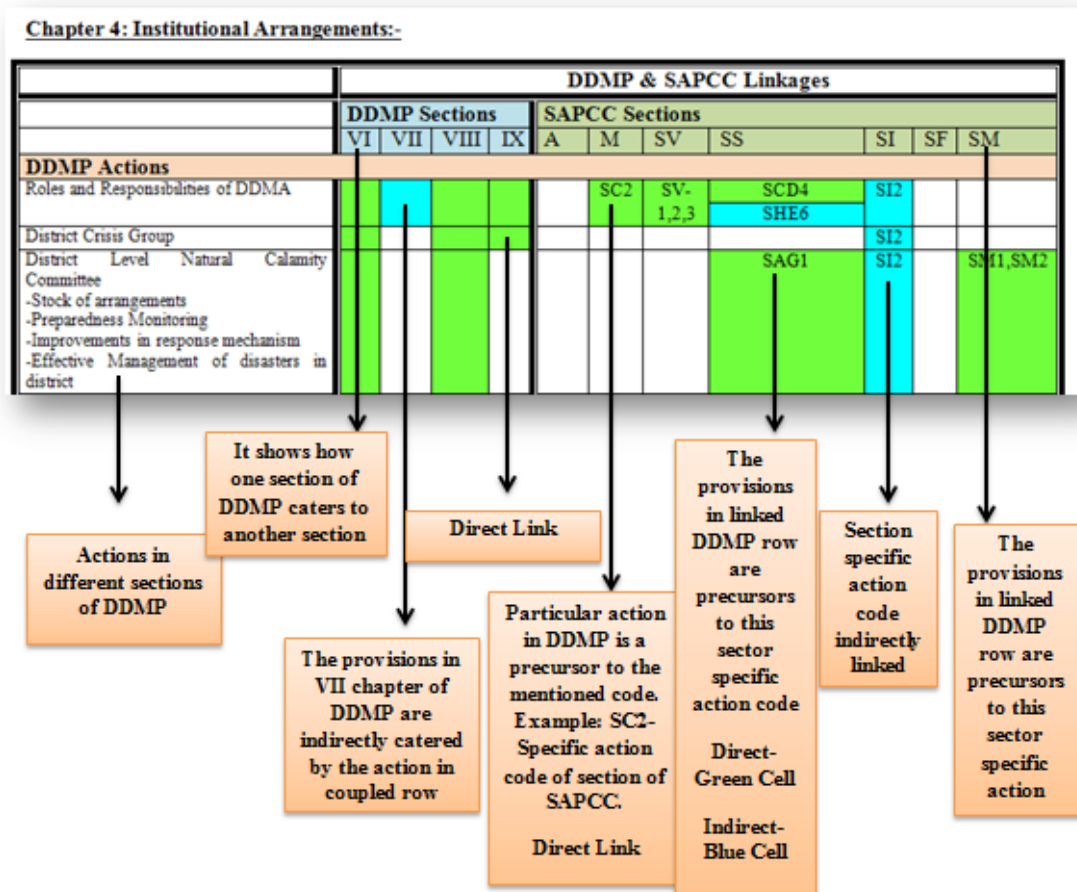 Chapter 4: Institutional Arrangements:-
DDMP & SAPCC Linkages
DDMP Sections SAPCC Sections
VI VII VIII IX A M SV SS SI SF SM
DDMP Actions
Roles and Responsibilities of DDMA SC2 SV- SCD4 SI2
1,2,3 SHE6
District Crisis Group SI2
District Level Natural Calamity SAG1 SI2 SM1,SM2
Committee
-Stock of arrangements
-Preparedness Monitoring
-Improvements in response mechanism
-Effective Management of disasters in
district
Actions in
different sections
of DDMP
It shows how
one section of
DDMP caters to
another section
The provisions in
VII chapter of
DDMP are
indirectly catered
by the action in
coupled row
Direct Link
Particular action
in DDMP is a
precursor to the
mentioned code.
Example: SC2-
Specific action
code of section of
SAPCC.
Direct Link
The
provisions
in linked
DDMP row
are
precursors
to this
sector
specific
action code
Direct-
Green Cell
Indirect-
Blue Cell
Section
specific
action
code
indirectly
linked
The
provisions
in linked
DDMP
row are
precursors
to this
sector
specific
action